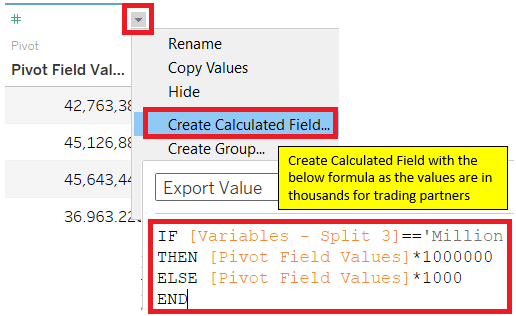 #
Pivot
Pivot Field Val...
42,763,38
45,126,88
45,643,44
36,963,22
Rename
Copy Values
Hide
Create Calculated Field...
Create Group...
Create Calculated Field with the
below formula as the values are in
thousands for trading partners
Export Value
IF [Variables - Split 3]=='Million
THEN [Pivot Field Values]*1000000
ELSE [Pivot Field Values]*1000
END